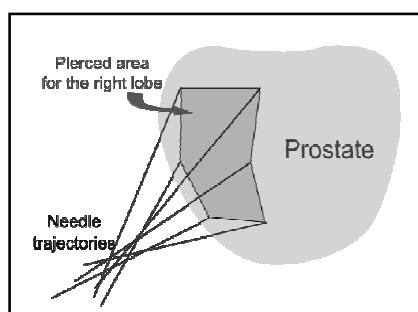 Pierced area
for the right lobe
Prostate
Needle
trajectories